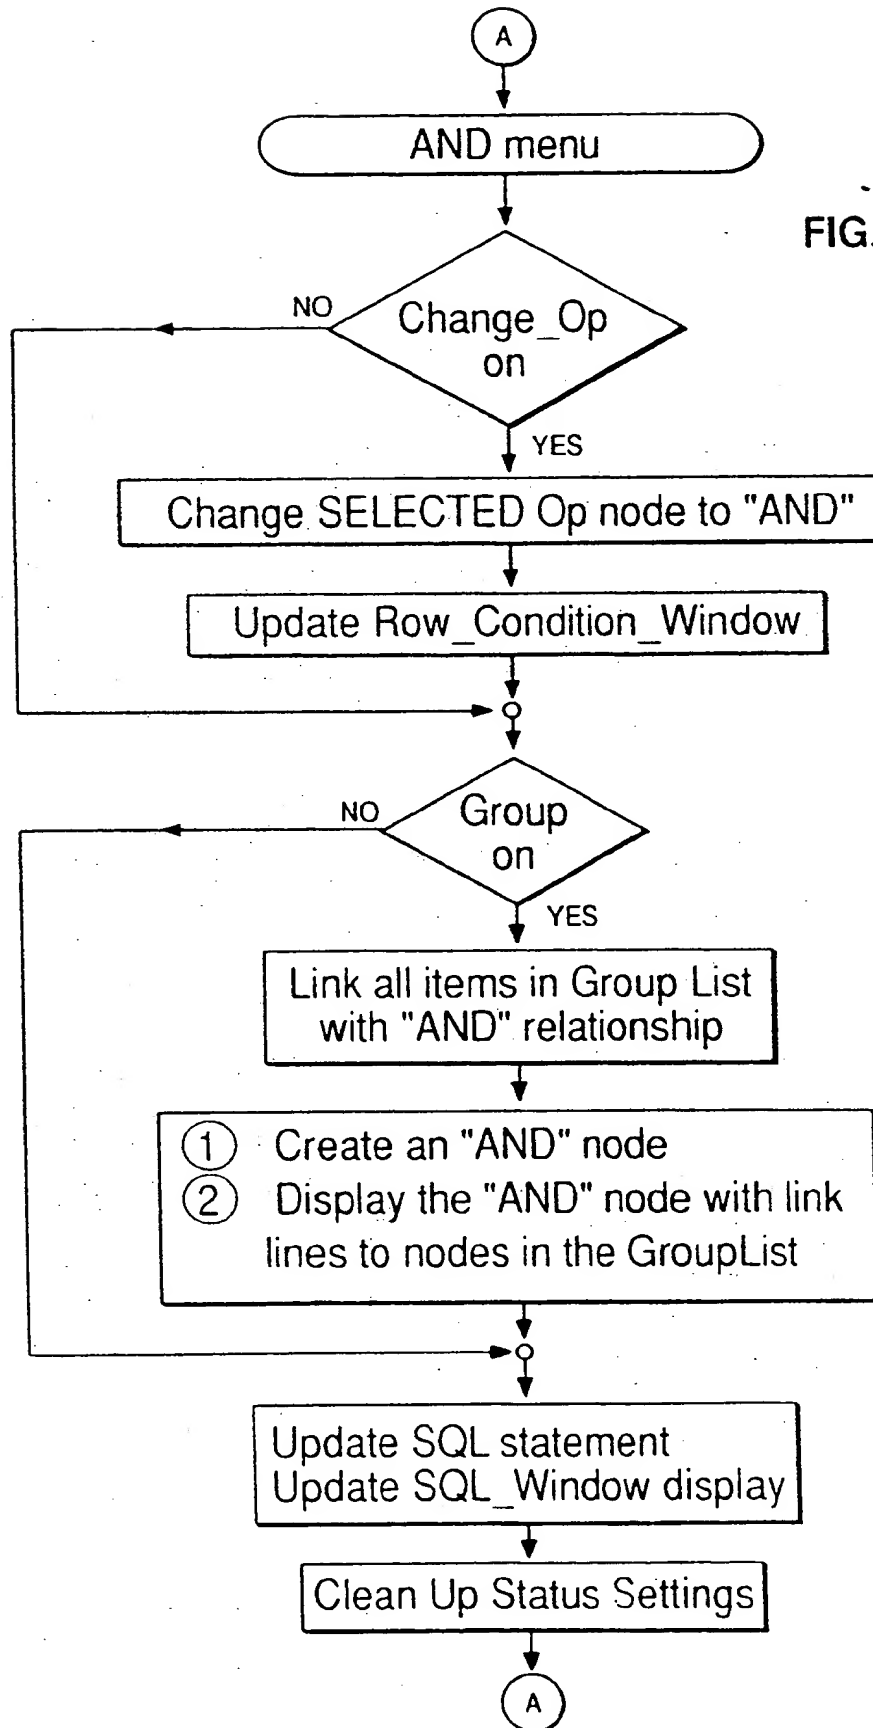 A
AND menu
FIG.
NO
Change_Op
on
YES
Change SELECTED Op node to "AND"
Update Row_Condition_Window
NO
Group
on
YES
Link all items in Group List
with "AND" relationship
1 Create an "AND" node
2 Display the "AND" node with link
lines to nodes in the GroupList
Update SQL statement
Update SQL_Window display
Clean Up Status Settings
A